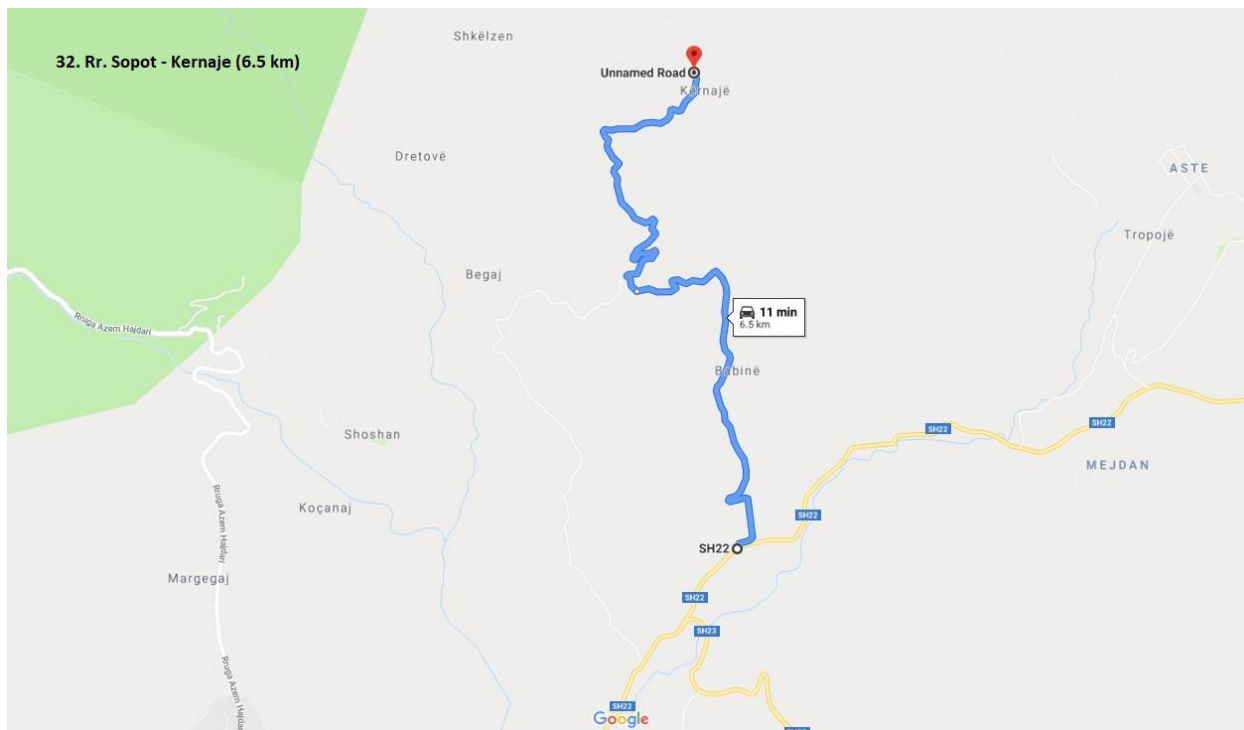 Shkëlzen
32. Rr. Sopot - Kernaje (6.5 km)
Unnamed Road
Kërnajë
Dretovë
ASTE
Tropojë
Begaj
Rruga Azem Hajdari
11 min
6.5 km
Babinë
SH22
SH22
Shoshan
MEJDAN
Koçanaj
Rruga Azem Hajdari
SH22
SH22
Margegaj
SH22
SH23
Rruga Azem Hajdari
SH22
Google